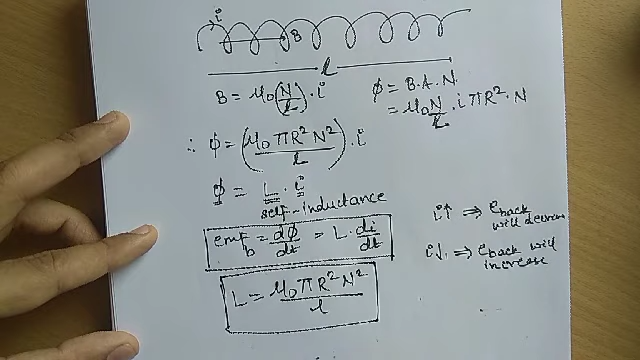 i
B
l
B = μ₀(N/l)·i
φ = B.A.N.
= μ₀N/l · i πR²·N
∴ φ = (μ₀πR²N²/l)·i
φ = L·i
self-inductance
emf_b = dφ/dt = L·di/dt
L = μ₀πR²N²/l
i↑ ⇒ e_back
will decrease
i↓ ⇒ e_back will
increase